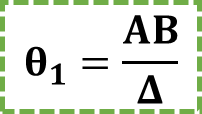 θ₁ = AB / Δ